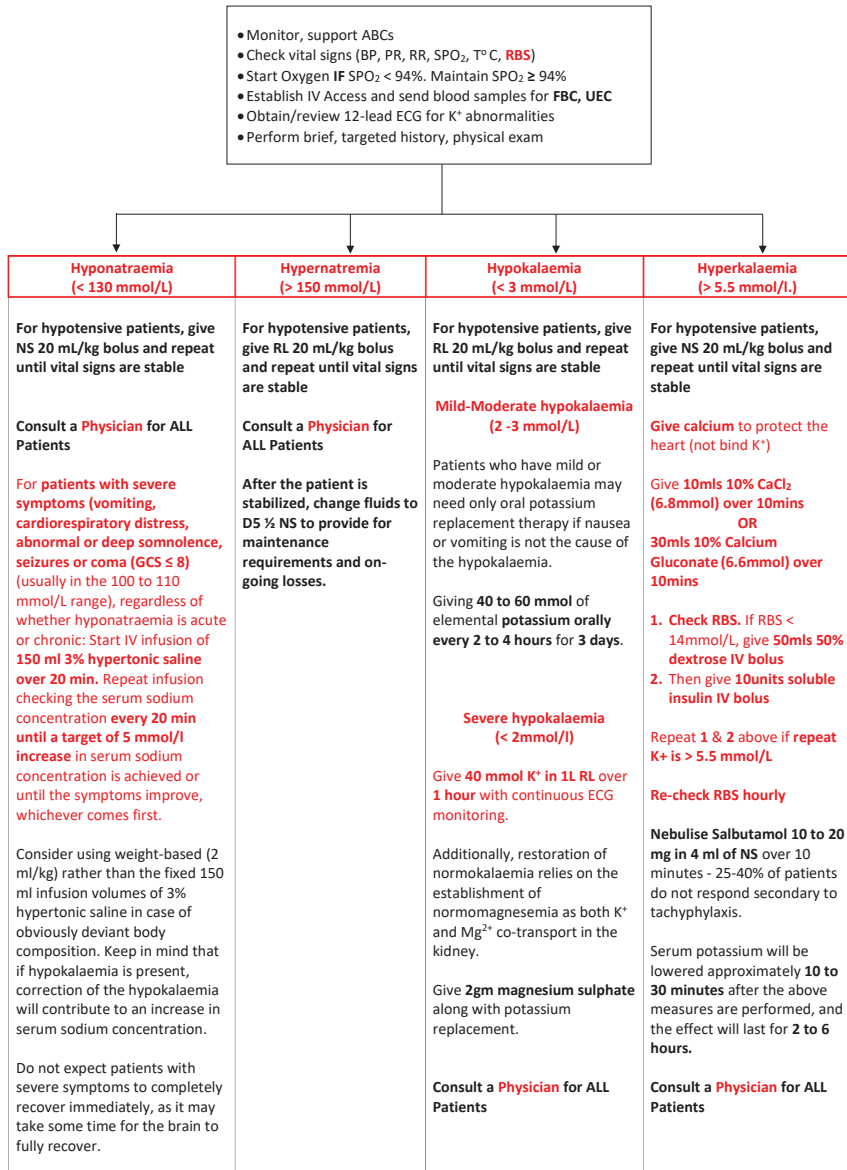 • Monitor, support ABCs
• Check vital signs (BP, PR, RR, SPO₂, T° C, RBS)
• Start Oxygen IF SPO₂ < 94%. Maintain SPO₂ ≥ 94%
• Establish IV Access and send blood samples for FBC, UEC
• Obtain/review 12-lead ECG for K⁺ abnormalities
• Perform brief, targeted history, physical exam
Hyponatraemia
(< 130 mmol/L)
For hypotensive patients, give
NS 20 mL/kg bolus and repeat
until vital signs are stable
Consult a Physician for ALL
Patients
For patients with severe
symptoms (vomiting,
cardiorespiratory distress,
abnormal or deep somnolence,
seizures or coma (GCS ≤ 8)
(usually in the 100 to 110
mmol/L range), regardless of
whether hyponatraemia is acute
or chronic: Start IV infusion of
150 ml 3% hypertonic saline
over 20 min. Repeat infusion
checking the serum sodium
concentration every 20 min
until a target of 5 mmol/l
increase in serum sodium
concentration is achieved or
until the symptoms improve,
whichever comes first.
Consider using weight-based (2
ml/kg) rather than the fixed 150
ml infusion volumes of 3%
hypertonic saline in case of
obviously deviant body
composition. Keep in mind that
if hypokalaemia is present,
correction of the hypokalaemia
will contribute to an increase in
serum sodium concentration.
Do not expect patients with
severe symptoms to completely
recover immediately, as it may
take some time for the brain to
fully recover.
Hypernatremia
(> 150 mmol/L)
For hypotensive patients,
give RL 20 mL/kg bolus
and repeat until vital signs
are stable
Consult a Physician for
ALL Patients
After the patient is
stabilized, change fluids to
D5 ½ NS to provide for
maintenance
requirements and on-
going losses.
Hypokalaemia
(< 3 mmol/L)
For hypotensive patients, give
RL 20 mL/kg bolus and repeat
until vital signs are stable
Mild-Moderate hypokalaemia
(2 -3 mmol/L)
Patients who have mild or
moderate hypokalaemia may
need only oral potassium
replacement therapy if nausea
or vomiting is not the cause of
the hypokalaemia.
Giving 40 to 60 mmol of
elemental potassium orally
every 2 to 4 hours for 3 days.
Severe hypokalaemia
(< 2mmol/l)
Give 40 mmol K⁺ in 1L RL over
1 hour with continuous ECG
monitoring.
Additionally, restoration of
normokalaemia relies on the
establishment of
normomagnesemia as both K⁺
and Mg²⁺ co-transport in the
kidney.
Give 2gm magnesium sulphate
along with potassium
replacement.
Consult a Physician for ALL
Patients
Hyperkalaemia
(> 5.5 mmol/l.)
For hypotensive patients,
give NS 20 mL/kg bolus and
repeat until vital signs are
stable
Give calcium to protect the
heart (not bind K⁺)
Give 10mls 10% CaCl₂
(6.8mmol) over 10mins
OR
30mls 10% Calcium
Gluconate (6.6mmol) over
10mins
1. Check RBS. If RBS <
14mmol/L, give 50mls 50%
dextrose IV bolus
2. Then give 10units soluble
insulin IV bolus
Repeat 1 & 2 above if repeat
K+ is > 5.5 mmol/L
Re-check RBS hourly
Nebulise Salbutamol 10 to 20
mg in 4 ml of NS over 10
minutes - 25-40% of patients
do not respond secondary to
tachyphylaxis.
Serum potassium will be
lowered approximately 10 to
30 minutes after the above
measures are performed, and
the effect will last for 2 to 6
hours.
Consult a Physician for ALL
Patients